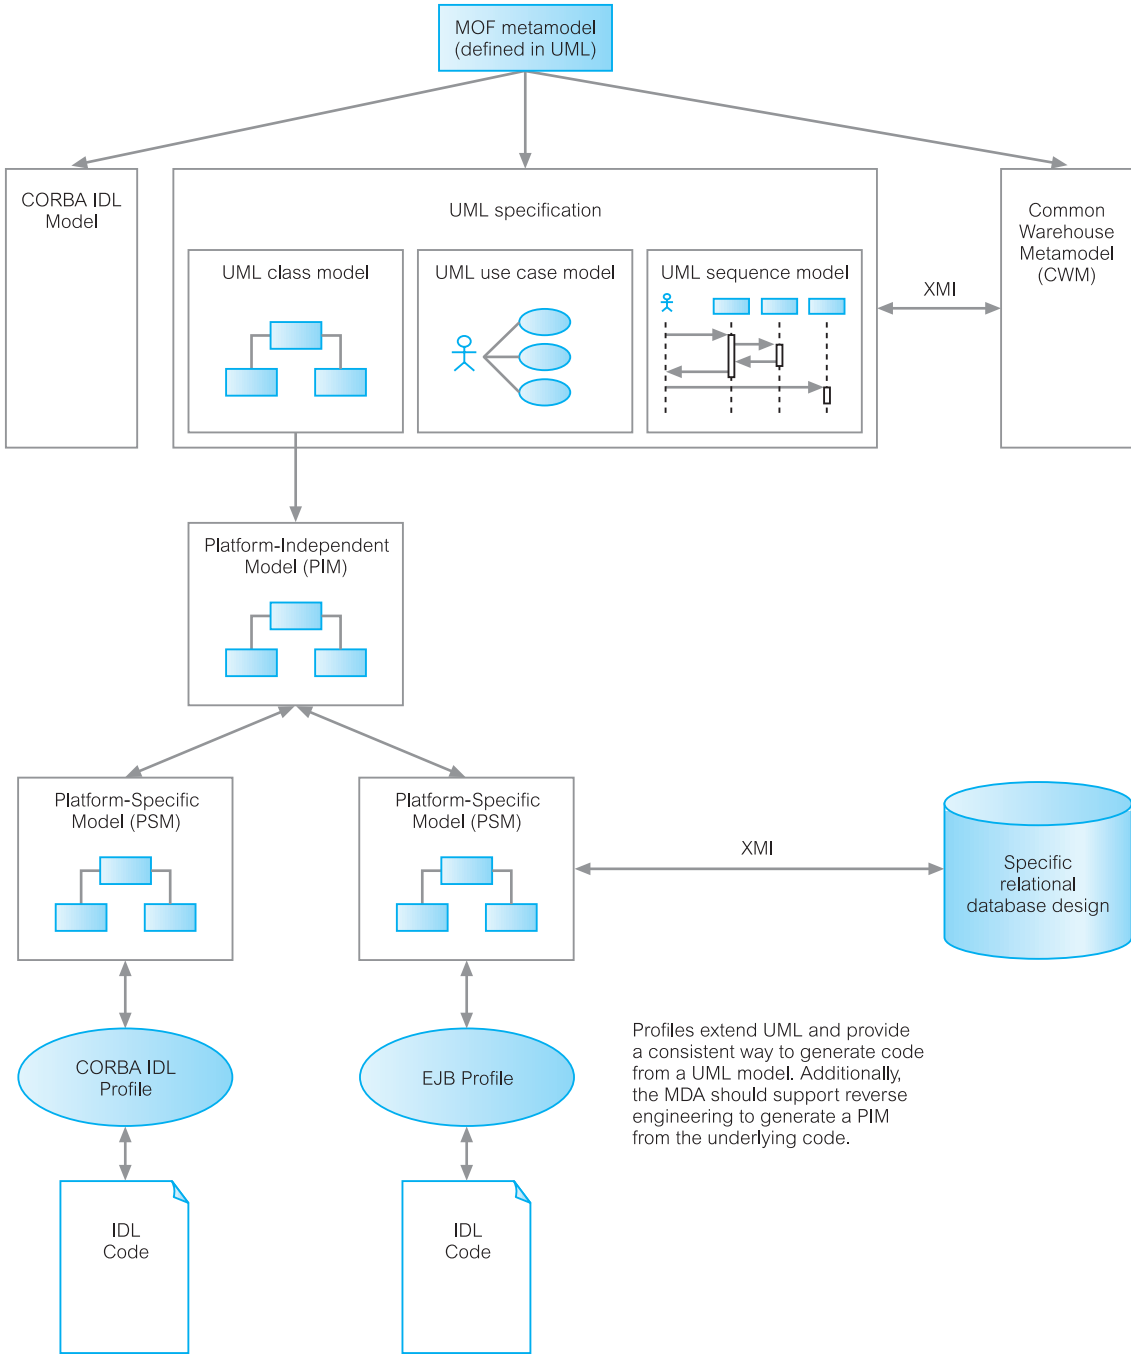 MOF metamodel
(defined in UML)
CORBA IDL
Model
UML specification
Common
Warehouse
Metamodel
(CWM)
UML class model
UML use case model
UML sequence model
XMI
Platform-Independent
Model (PIM)
Platform-Specific
Model (PSM)
Platform-Specific
Model (PSM)
XMI
Specific
relational
database design
CORBA IDL
Profile
EJB Profile
Profiles extend UML and provide
a consistent way to generate code
from a UML model. Additionally,
the MDA should support reverse
engineering to generate a PIM
from the underlying code.
IDL
Code
IDL
Code